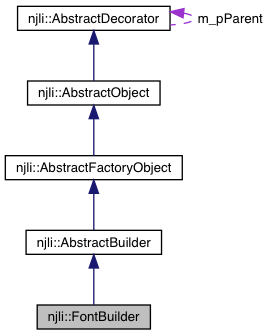 njli::AbstractDecorator
m_pParent
njli::AbstractObject
njli::AbstractFactoryObject
njli::AbstractBuilder
njli::FontBuilder